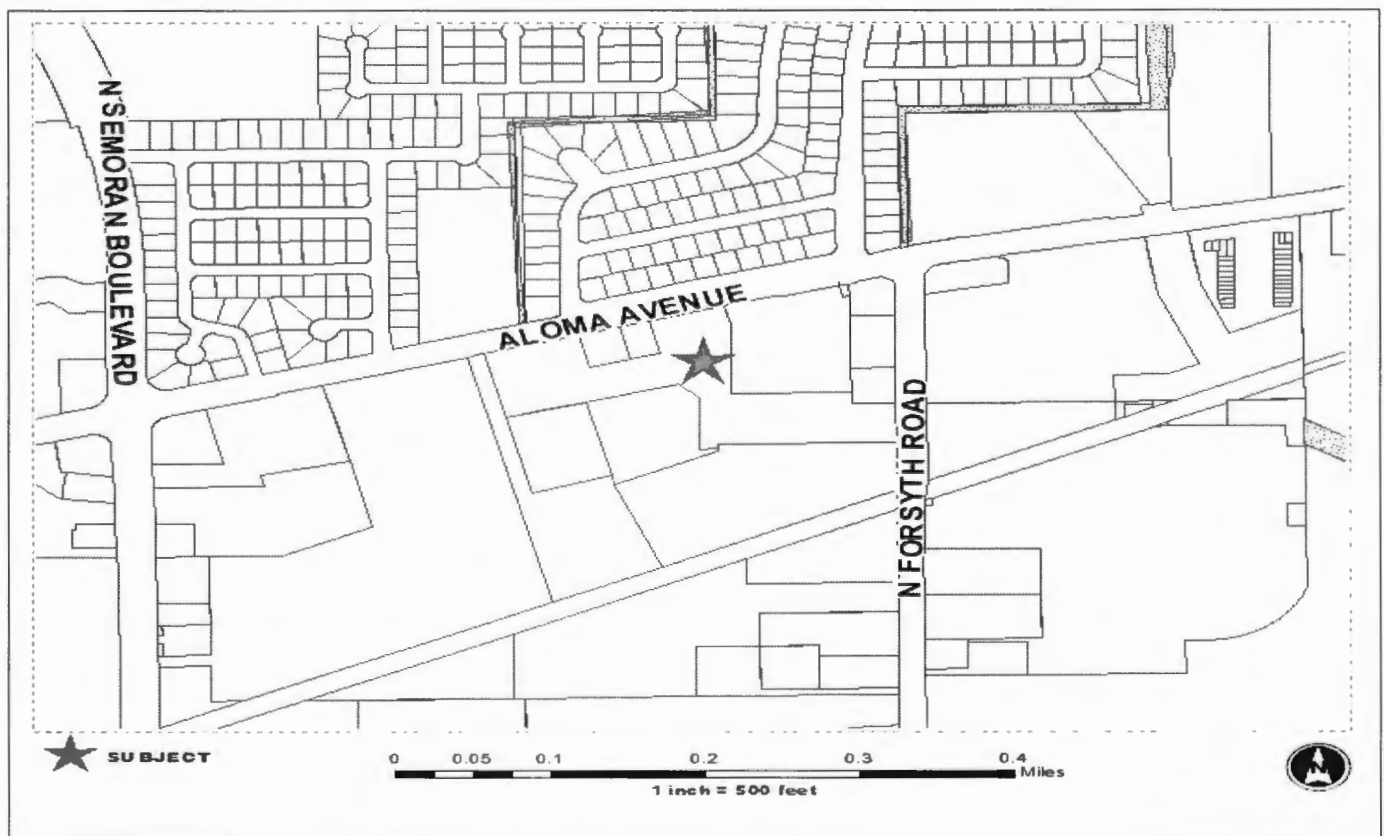 N SEMORAN BOULEVARD
ALOMA AVENUE
N FORSYTH ROAD
SUBJECT
0 0.05 0.1 0.2 0.3 0.4
Miles
1 inch = 500 feet
N